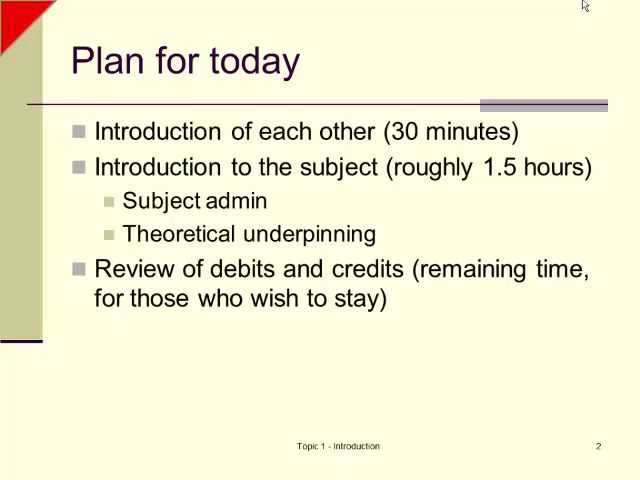 Plan for today
Introduction of each other (30 minutes)
Introduction to the subject (roughly 1.5 hours)
Subject admin
Theoretical underpinning
Review of debits and credits (remaining time,
for those who wish to stay)
Topic 1 - Introduction
2